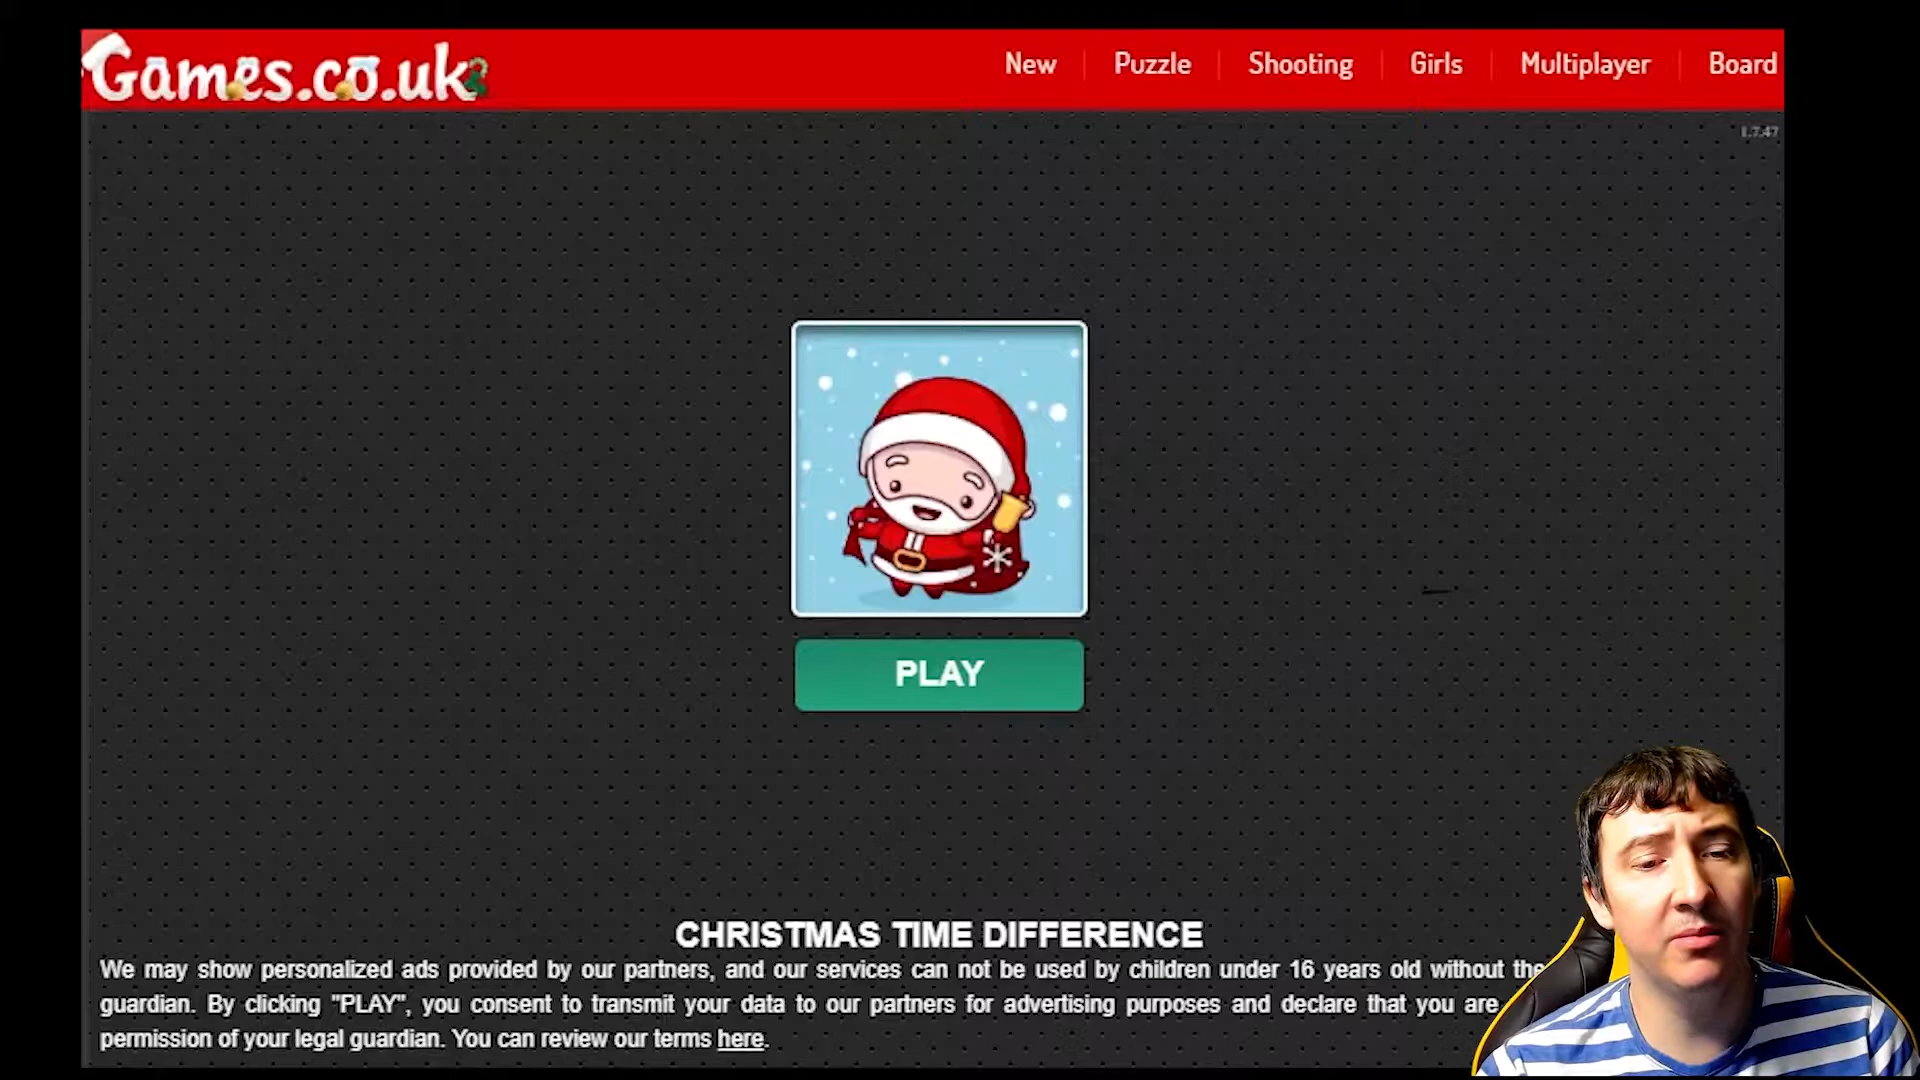 Games.co.uk
New Puzzle Shooting Girls Multiplayer Board
1.7.47
PLAY
CHRISTMAS TIME DIFFERENCE
We may show personalized ads provided by our partners, and our services can not be used by children under 16 years old without the
guardian. By clicking "PLAY", you consent to transmit your data to our partners for advertising purposes and declare that you are
permission of your legal guardian. You can review our terms here.